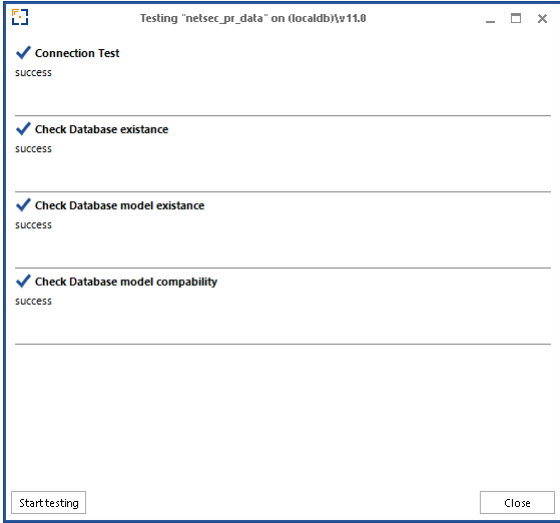 Testing "netsec_pr_data" on (localdb)\v11.0
Connection Test
success
Check Database existance
success
Check Database model existance
success
Check Database model compability
success
Start testing
Close